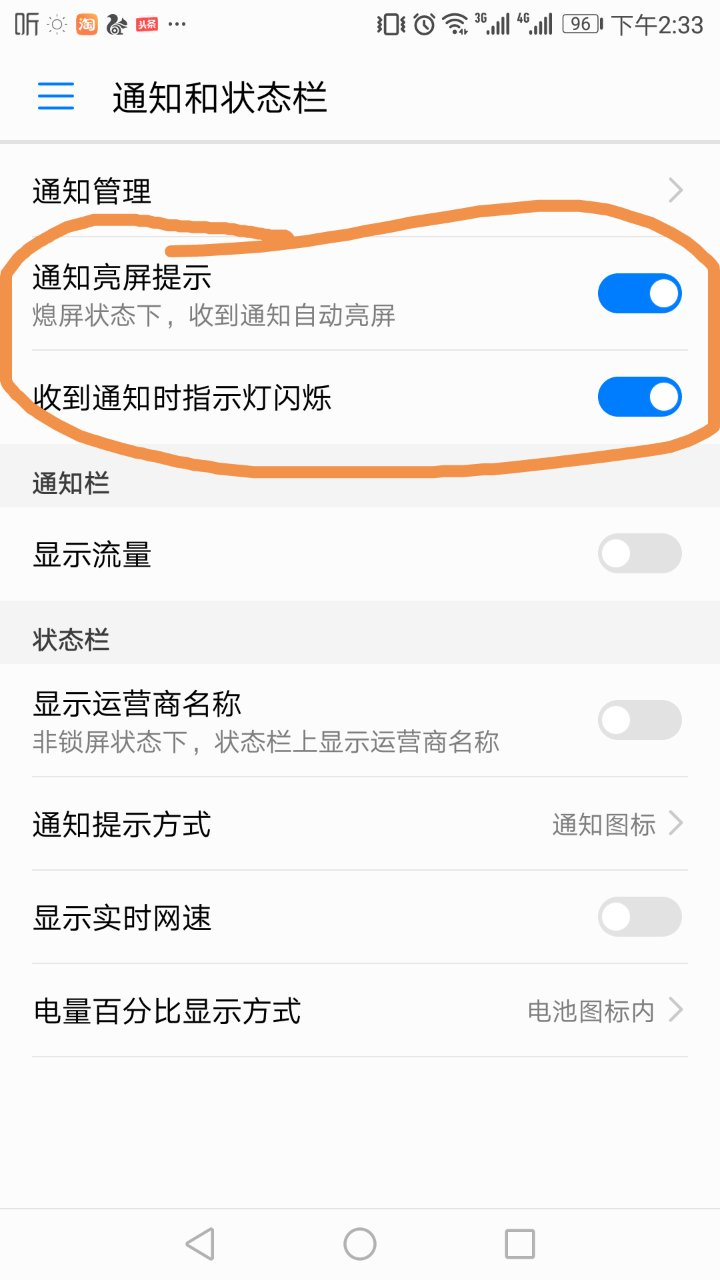 听 淘 头条 ··· 3G 4G 96 下午2:33
通知和状态栏
通知管理
通知亮屏提示
熄屏状态下，收到通知自动亮屏
收到通知时指示灯闪烁
通知栏
显示流量
状态栏
显示运营商名称
非锁屏状态下，状态栏上显示运营商名称
通知提示方式 通知图标
显示实时网速
电量百分比显示方式 电池图标内